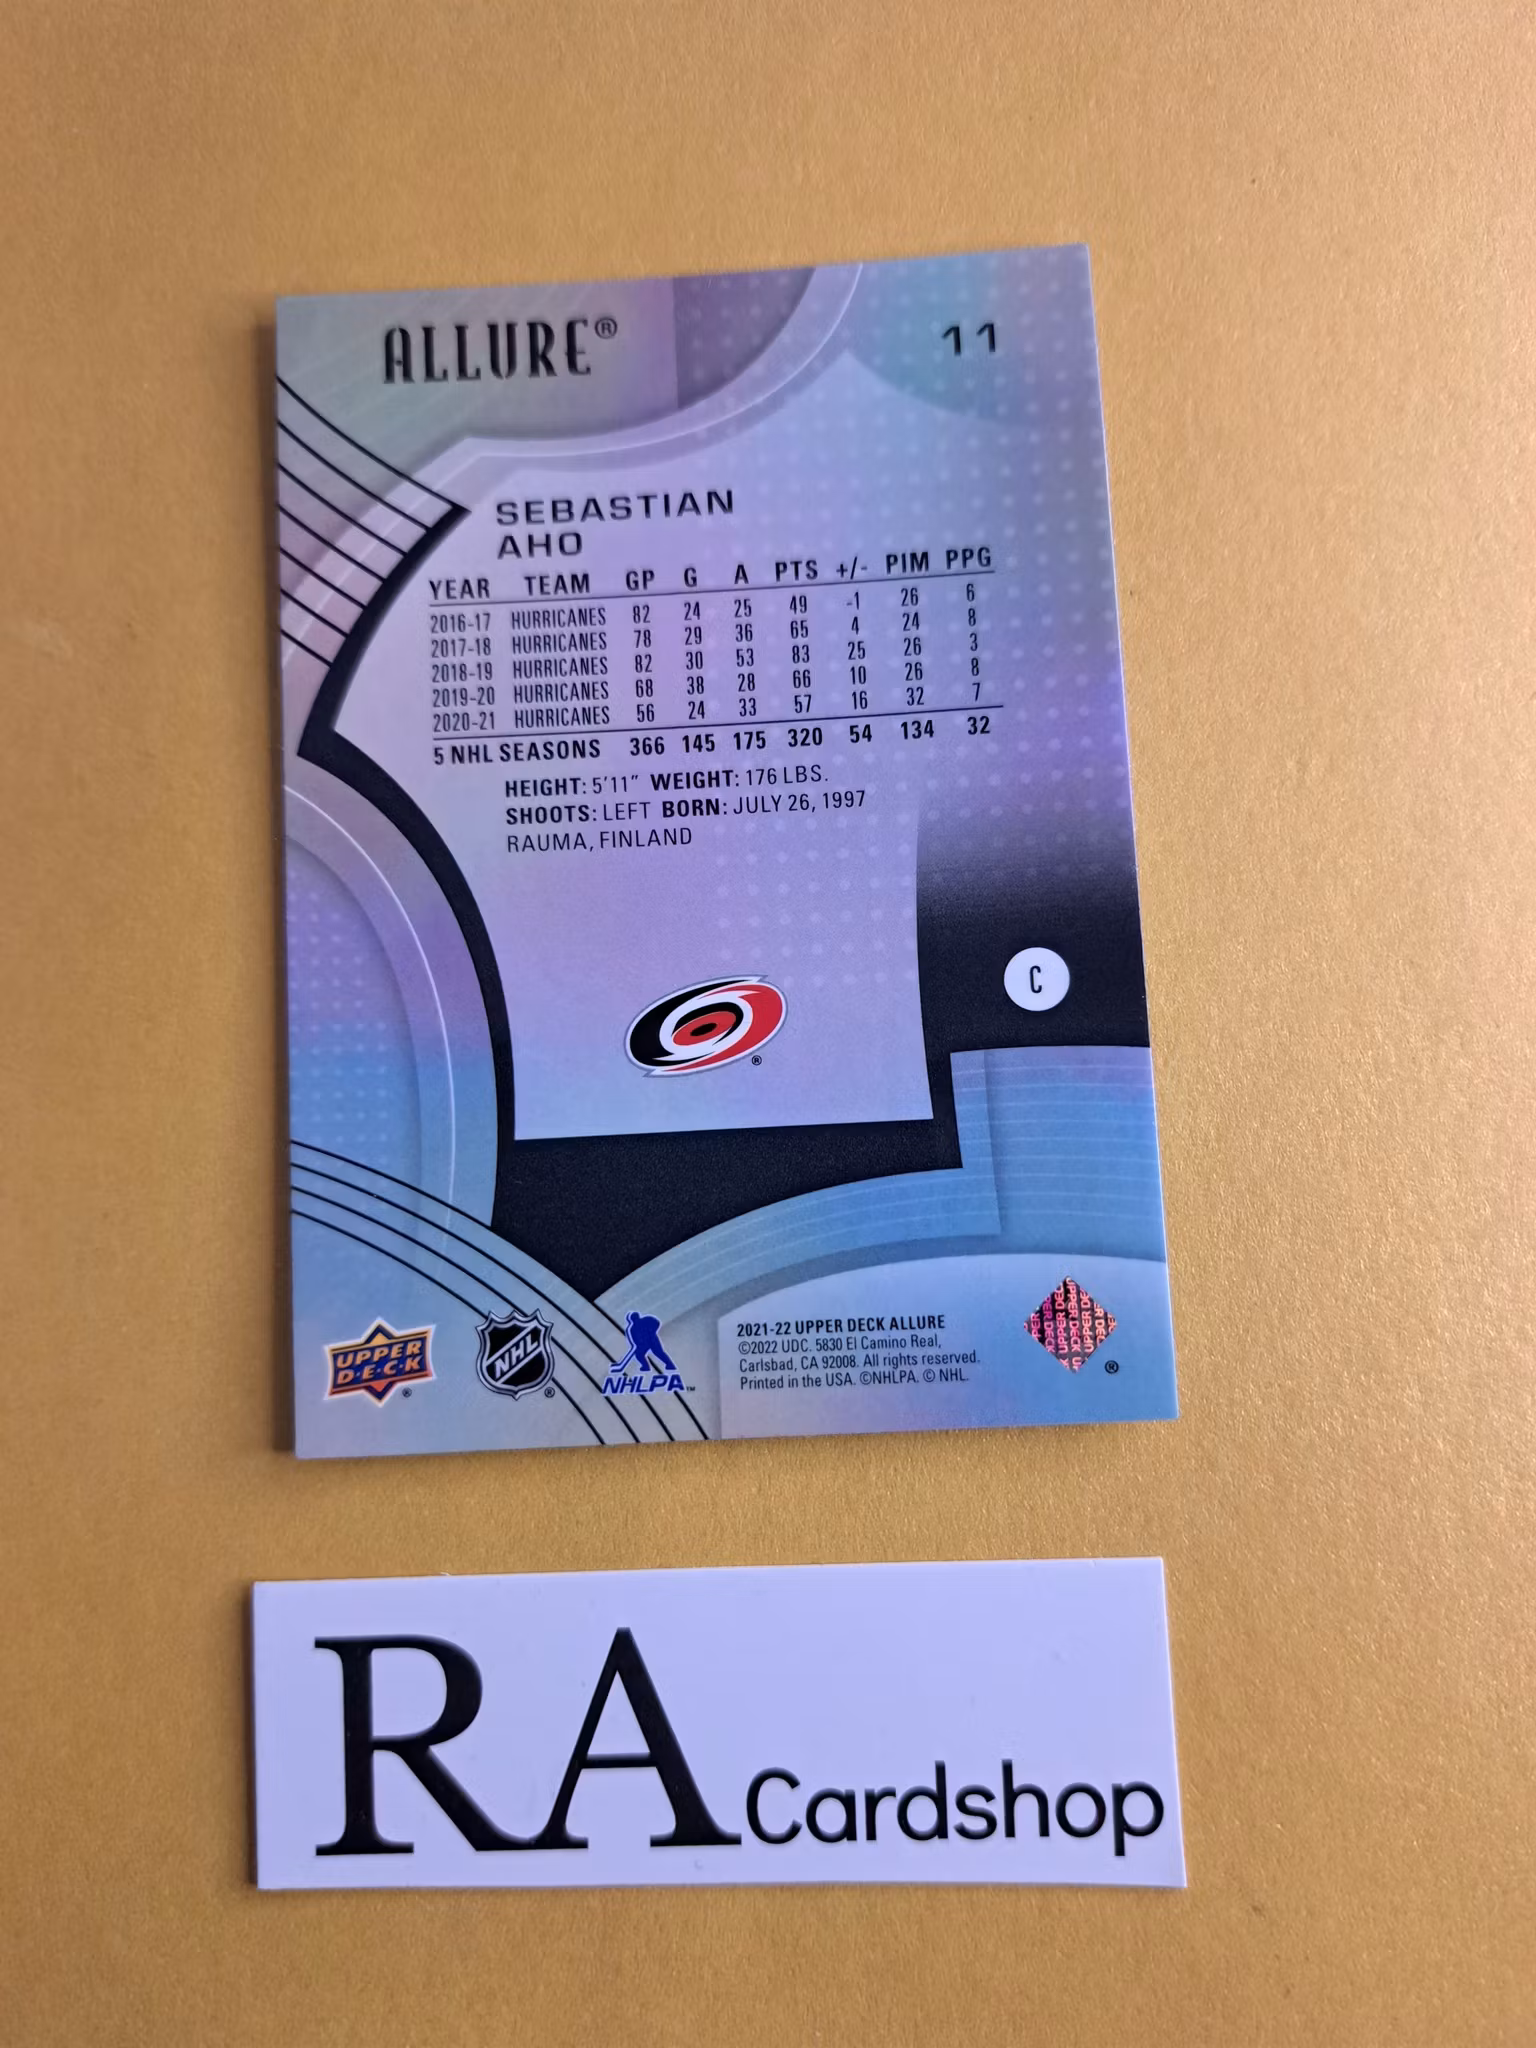 ALLURE® 11
SEBASTIAN
AHO
YEAR TEAM GP G A PTS +/- PIM PPG
2016-17 HURRICANES 82 24 25 49 -1 26 6
2017-18 HURRICANES 78 29 36 65 4 24 8
2018-19 HURRICANES 82 30 53 83 25 26 3
2019-20 HURRICANES 68 38 28 66 10 26 8
2020-21 HURRICANES 56 24 33 57 16 32 7
5 NHL SEASONS 366 145 175 320 54 134 32
HEIGHT: 5'11" WEIGHT: 176 LBS.
SHOOTS: LEFT BORN: JULY 26, 1997
RAUMA, FINLAND
®
C
UPPER
D·E·C·K
®
NHL
®
NHLPA™
2021-22 UPPER DECK ALLURE
©2022 UDC. 5830 El Camino Real,
Carlsbad, CA 92008. All rights reserved.
Printed in the USA. ©NHLPA. © NHL.
UPPER DECK
®
RA Cardshop